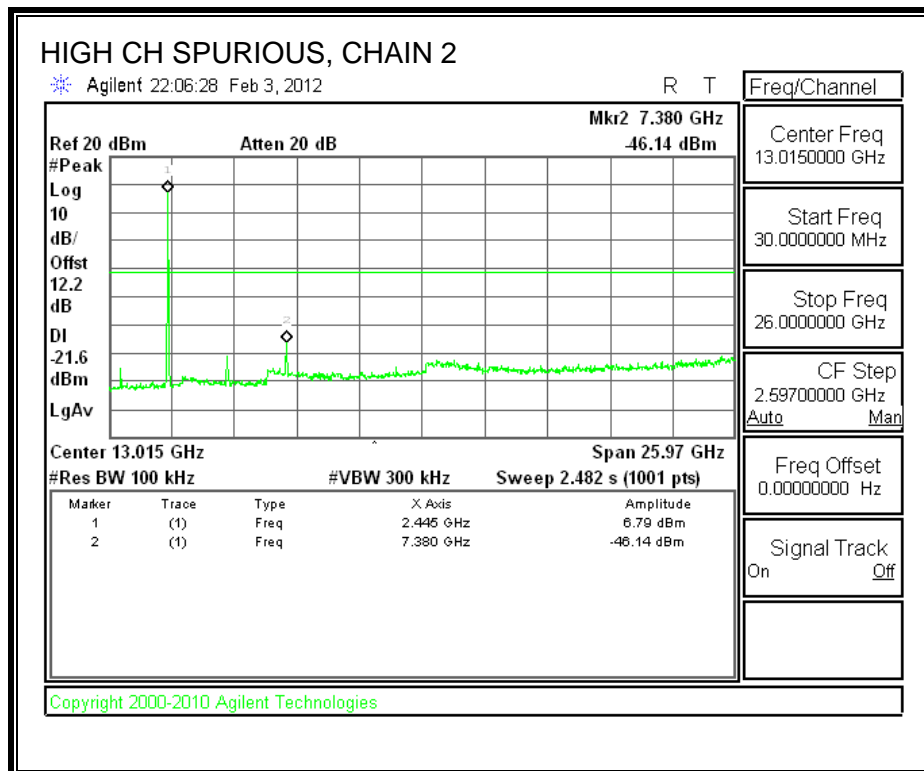 HIGH CH SPURIOUS, CHAIN 2
Agilent 22:06:28 Feb 3, 2012
R T
Mkr2 7.380 GHz
Ref 20 dBm
Atten 20 dB
-46.14 dBm
#Peak
Log
10
dB/
Offst
12.2
dB
DI
-21.6
dBm
LgAv
1
2
Center 13.015 GHz
Span 25.97 GHz
#Res BW 100 kHz
#VBW 300 kHz
Sweep 2.482 s (1001 pts)
Marker Trace Type X Axis Amplitude
1 (1) Freq 2.445 GHz 6.79 dBm
2 (1) Freq 7.380 GHz -46.14 dBm
Copyright 2000-2010 Agilent Technologies
Freq/Channel
Center Freq
13.0150000 GHz
Start Freq
30.0000000 MHz
Stop Freq
26.0000000 GHz
CF Step
2.59700000 GHz
Auto Man
Freq Offset
0.00000000 Hz
Signal Track
On Off